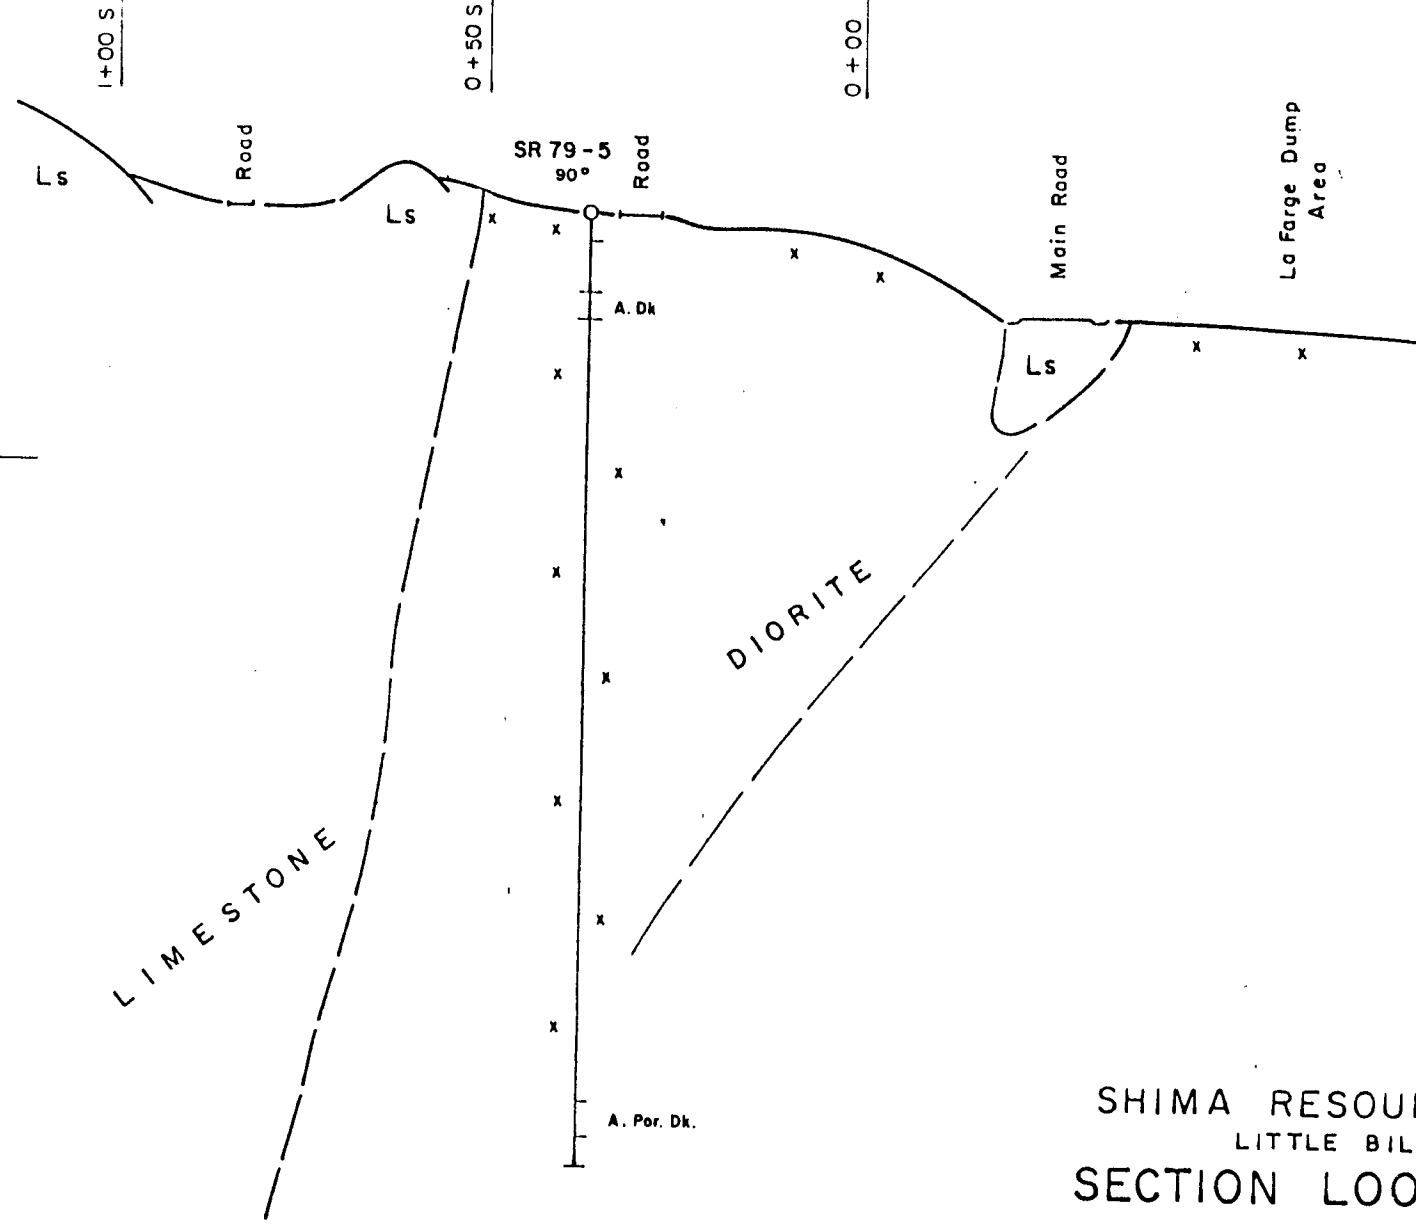 1+00 S
0+50 S
0+00
Road
SR 79-5
90°
Road
Main Road
La Farge Dump
Area
Ls
Ls
x
x
x
x
A. Dk
Ls
x
x
x
x
x
DIORITE
x
x
LIMESTONE
x
x
A. Por. Dk.
SHIMA RESOU
LITTLE BIL
SECTION LOO